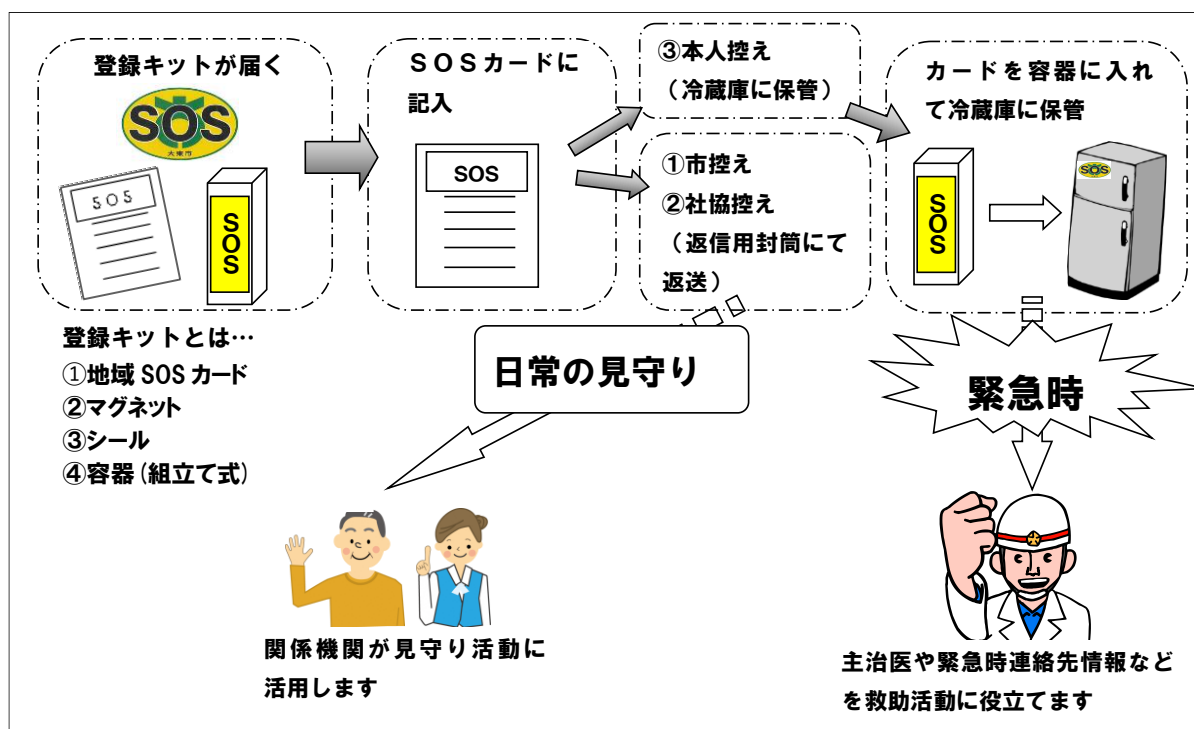 登録キットが届く
SOS
大東市
SOS
SOS
登録キットとは…
①地域SOSカード
②マグネット
③シール
④容器(組立て式)
SOSカードに
記入
SOS
③本人控え
(冷蔵庫に保管)
①市控え
②社協控え
(返信用封筒にて
返送)
カードを容器に入れ
て冷蔵庫に保管
SOS
SOS
日常の見守り
関係機関が見守り活動に
活用します
緊急時
主治医や緊急時連絡先情報など
を救助活動に役立てます